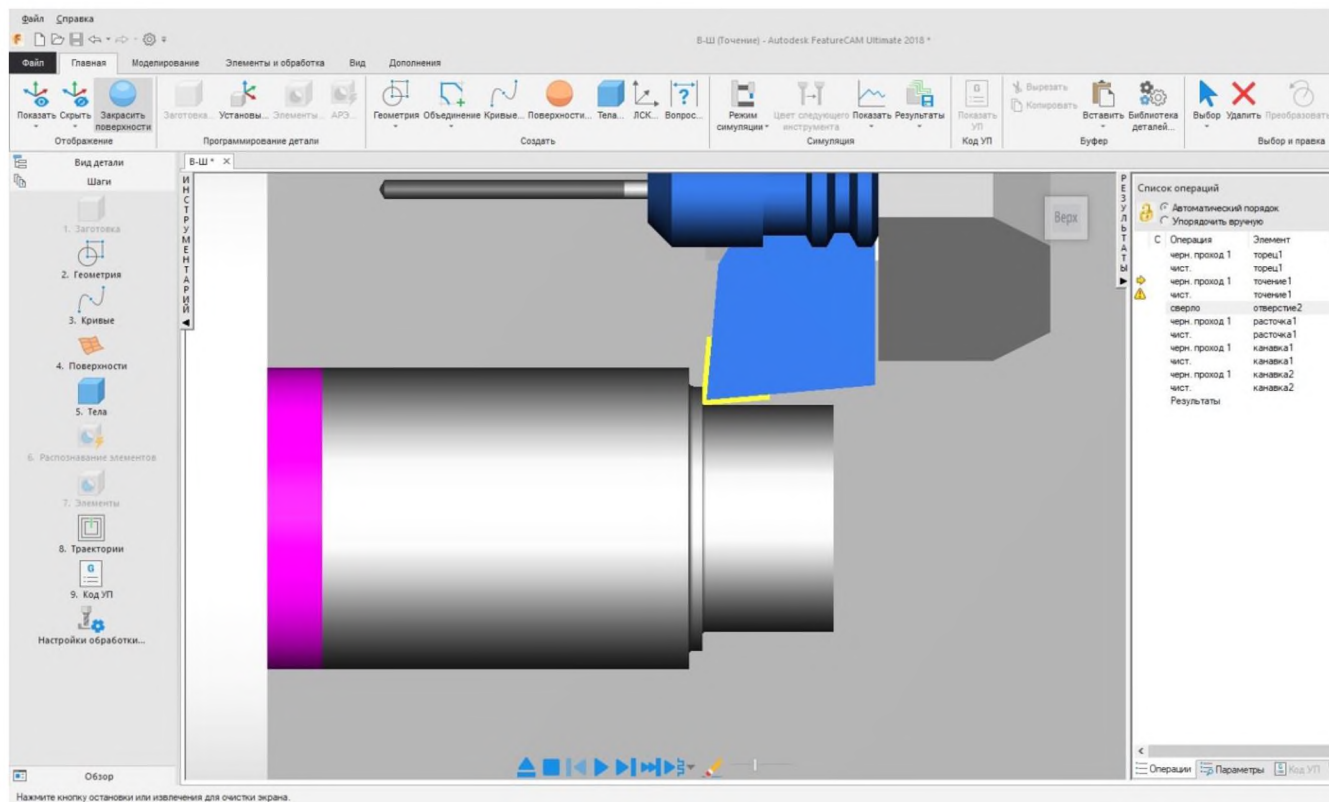 Файл Справка
В-Ш (Точение) - Autodesk FeatureCAM Ultimate 2018 *
Файл Главная Моделирование Элементы и обработка Вид Дополнения
Показать Скрыть Закрасить поверхности
Отображение
Заготовка... Установы... Элементы... АРЭ...
Программирование детали
Геометрия Объединение Кривые... Поверхности... Тела... ЛСК... Вопрос...
Создать
Режим симуляции Цвет следующего инструмента Показать Результаты
Симуляция
Показать УП
Код УП
Вырезать
Копировать
Вставить Библиотека деталей...
Буфер
Выбор Удалить Преобразовать
Выбор и правка
Вид детали
Шаги
1. Заготовка
2. Геометрия
3. Кривые
4. Поверхности
5. Тела
6. Распознавание элементов
7. Элементы
8. Траектории
9. Код УП
Настройки обработки...
Обзор
В-Ш *
ИНСТРУМЕНТАРИЙ
Верх
РЕЗУЛЬТАТЫ
Список операций
Автоматический порядок
Упорядочить вручную
С Операция Элемент
черн. проход 1 торец1
чист. торец1
черн. проход 1 точение1
чист. точение1
сверло отверстие2
черн. проход 1 расточка1
чист. расточка1
черн. проход 1 канавка1
чист. канавка1
черн. проход 1 канавка2
чист. канавка2
Результаты
Операции Параметры Код УП
Нажмите кнопку остановки или извлечения для очистки экрана.